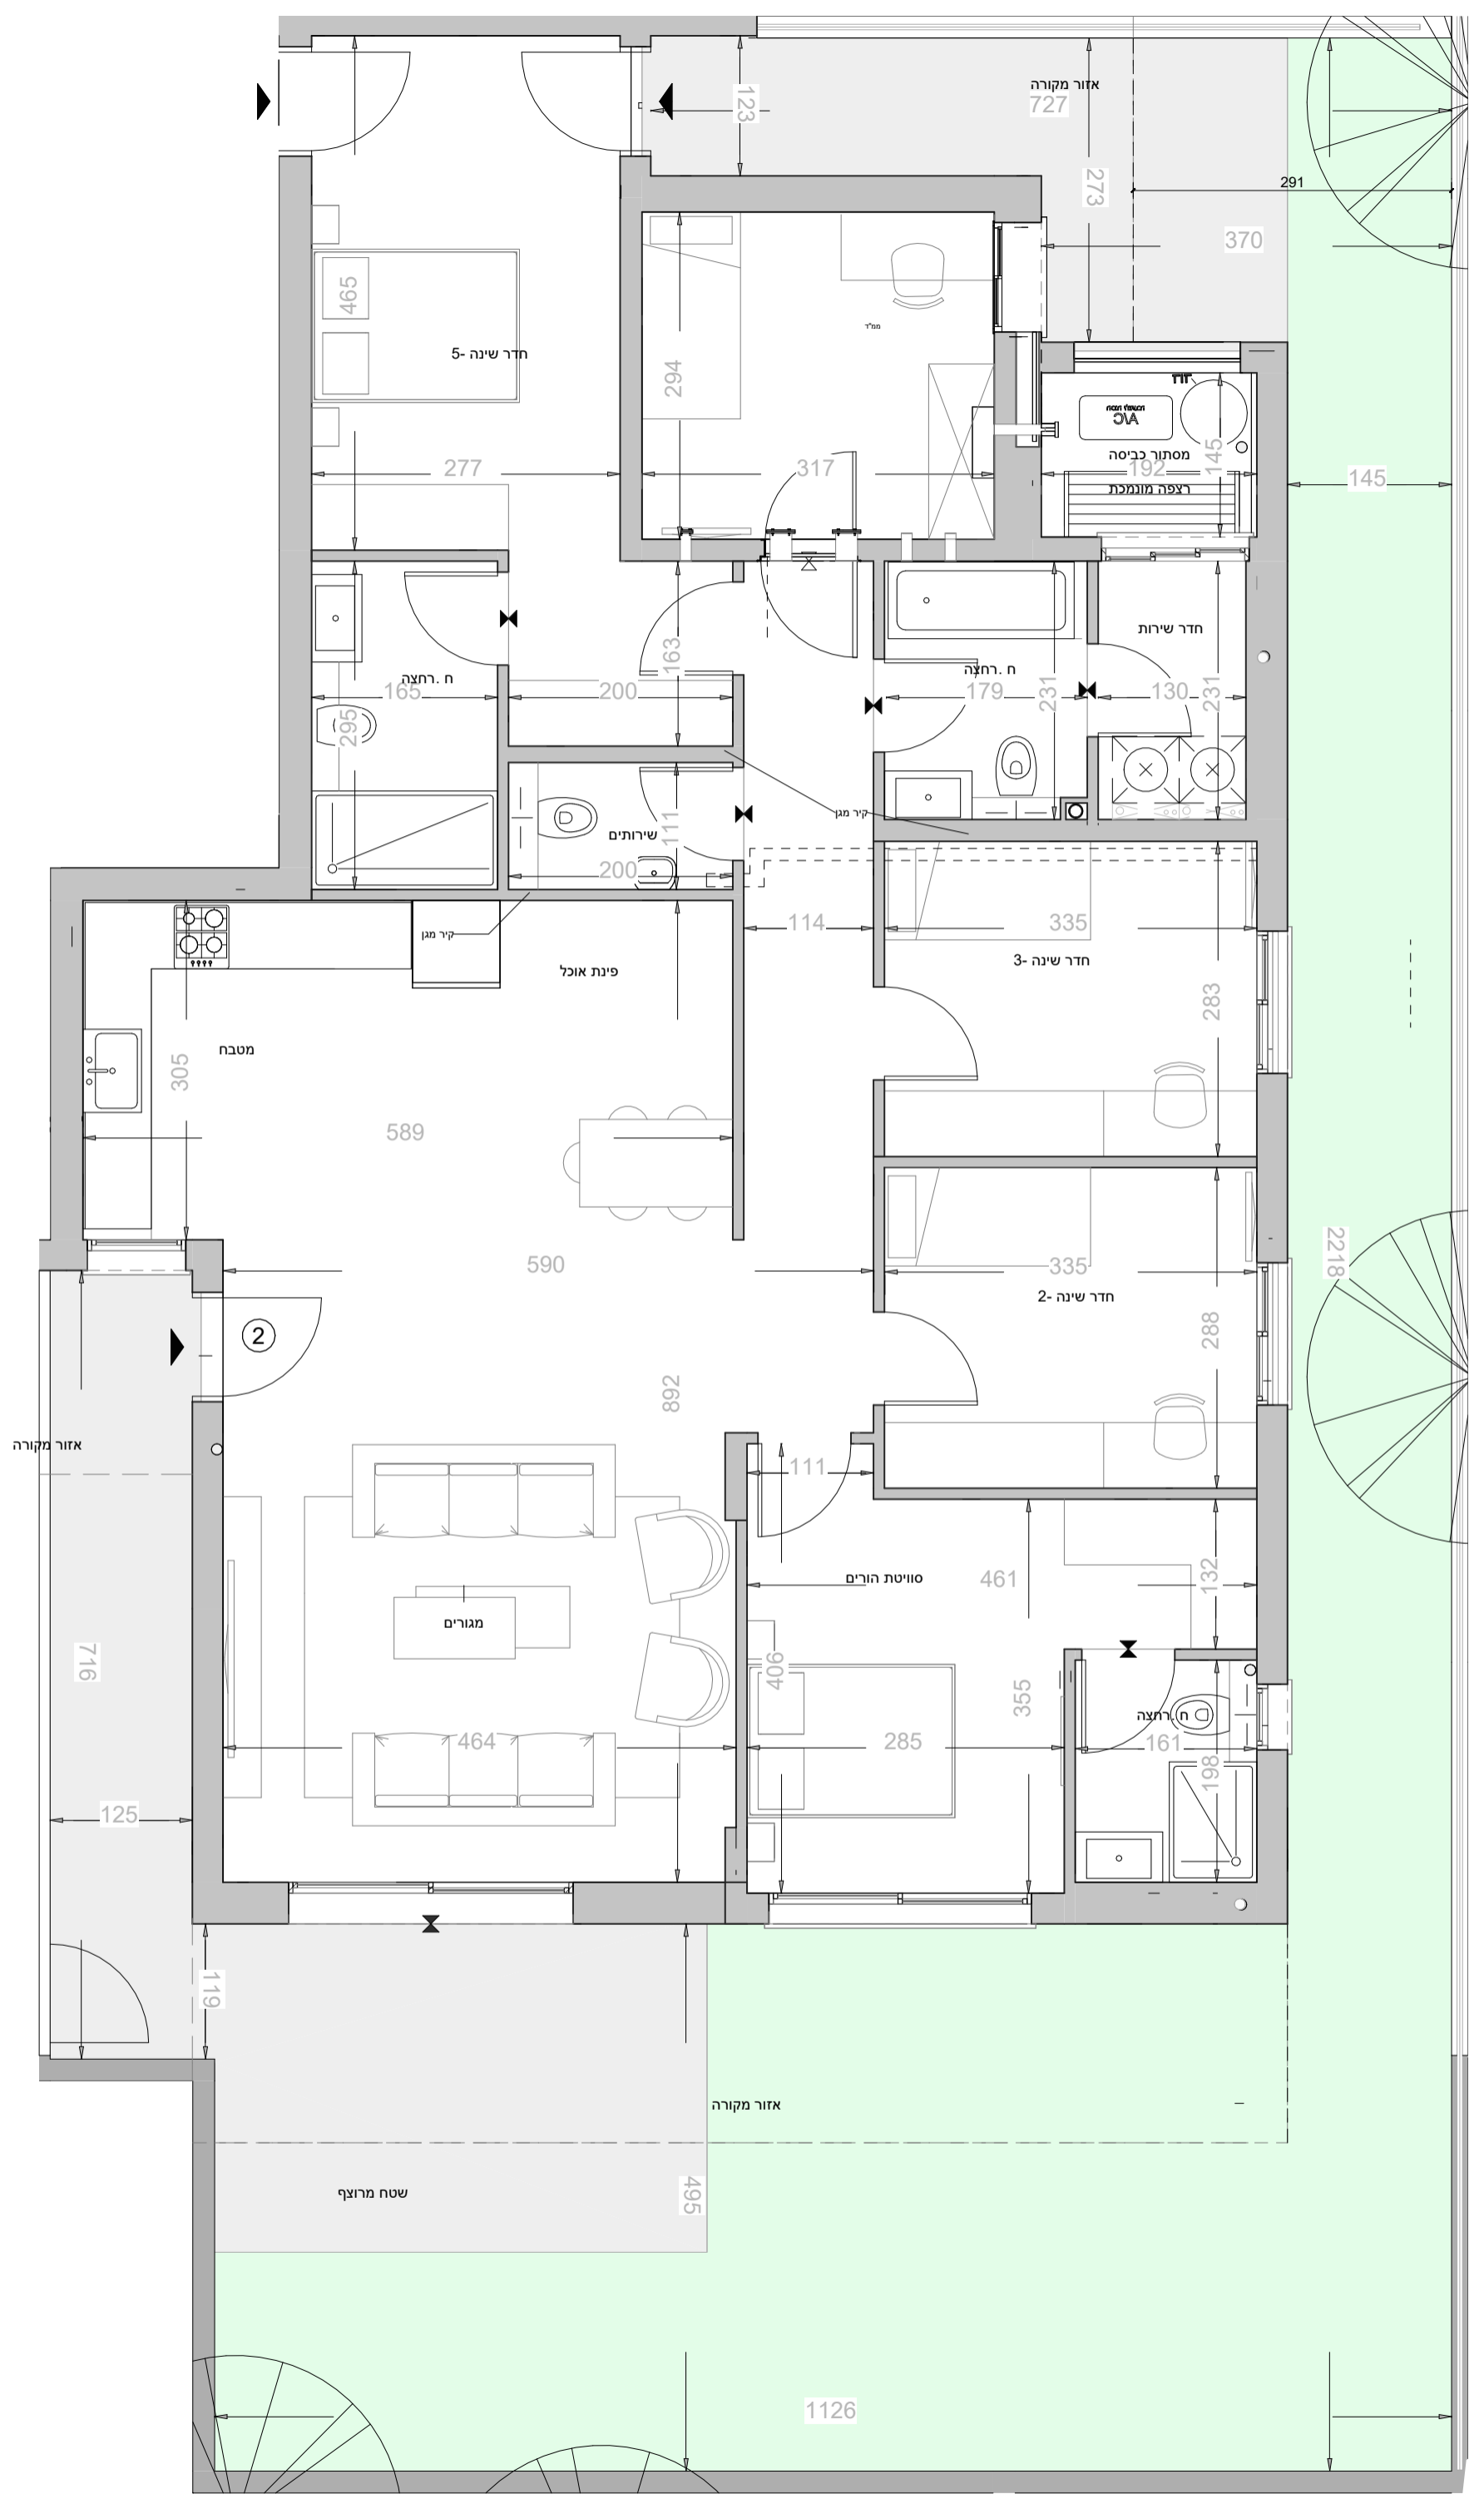 אזור מקורה
727
123
291
273
370
465
חדר שינה -5
ממ"ד
294
A/C
מסתור כביסה
192
145
רצפה מונמכת
277
317
145
חדר שירות
163
ח .רחצה
165
200
ח .רחצה
179
231
130
231
295
קיר מגן
111
שירותים
200
קיר מגן
114
335
חדר שינה -3
פינת אוכל
מטבח
305
283
589
590
335
2218
חדר שינה -2
288
2
892
אזור מקורה
111
סוויטת הורים
461
132
מגורים
716
406
355
ח .רחצה
464
285
161
198
125
119
אזור מקורה
שטח מרוצף
495
1126